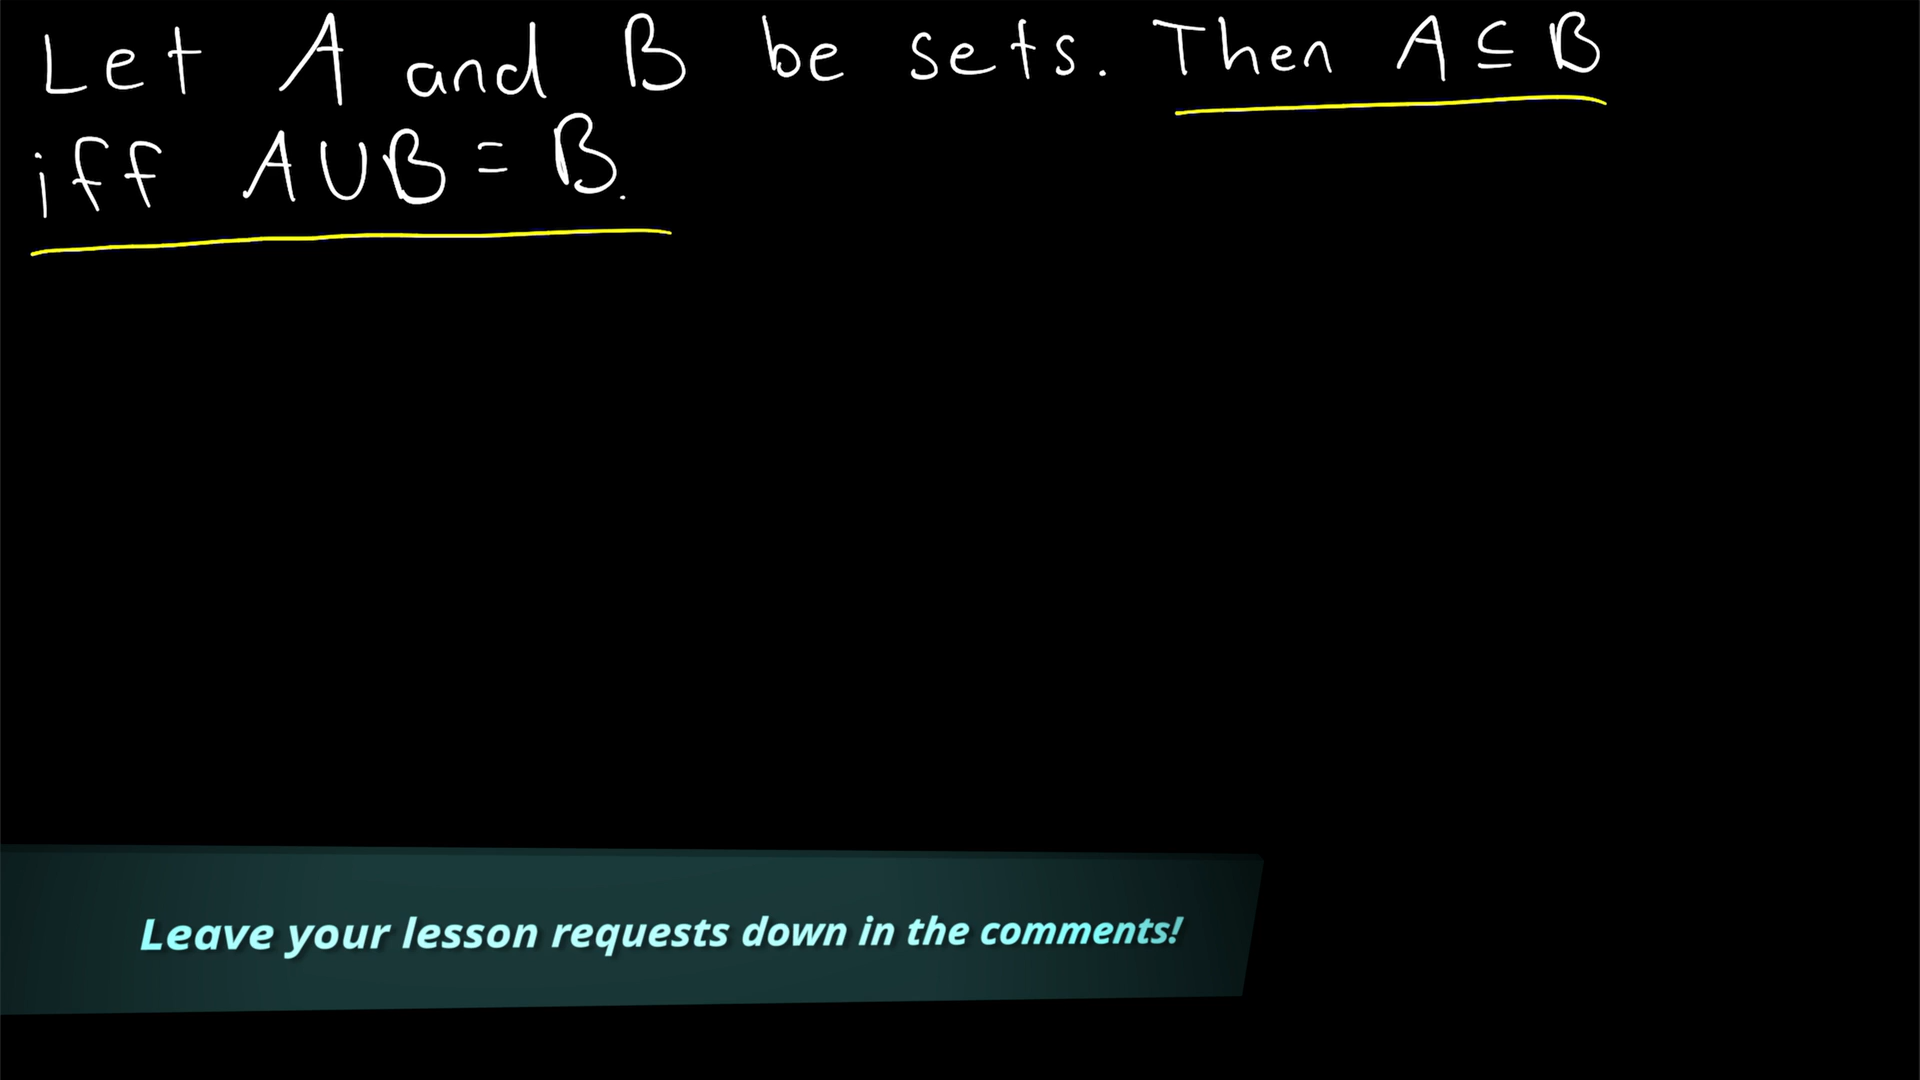 Let A and B be sets. Then A ⊆ B
iff A∪B = B.
Leave your lesson requests down in the comments!